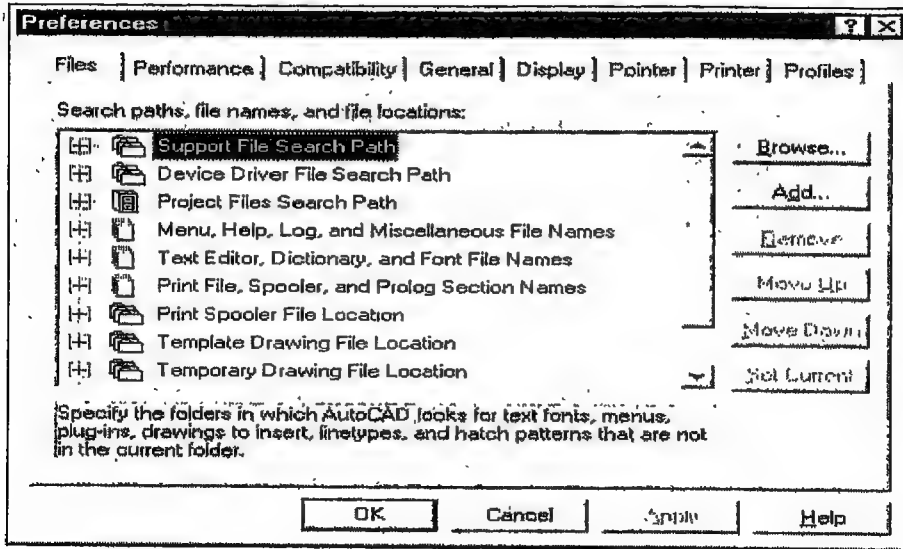 Preferences
Files Performance Compatibility General Display Pointer Printer Profiles
Search paths, file names, and file locations:
Support File Search Path
Device Driver File Search Path
Project Files Search Path
Menu, Help, Log, and Miscellaneous File Names
Text Editor, Dictionary, and Font File Names
Print File, Spooler, and Prolog Section Names
Print Spooler File Location
Template Drawing File Location
Temporary Drawing File Location
Browse...
Add...
Remove
Move Up
Move Down
Set Current
Specify the folders in which AutoCAD looks for text fonts, menus,
plug-ins, drawings to insert, linetypes, and hatch patterns that are not
in the current folder.
OK Cancel Apply Help